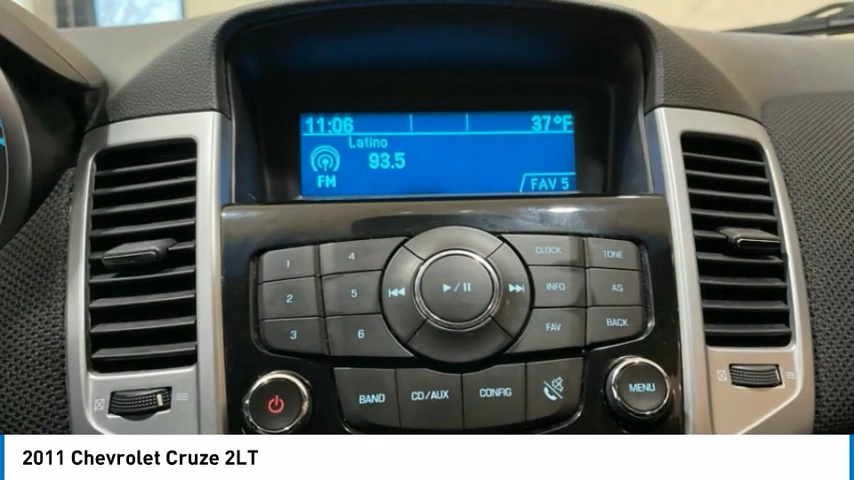 11:06 37°F
Latino
93.5
FM FAV 5
1 4 CLOCK TONE
2 5 INFO AS
3 6 FAV BACK
BAND CD/AUX CONFIG MENU
2011 Chevrolet Cruze 2LT